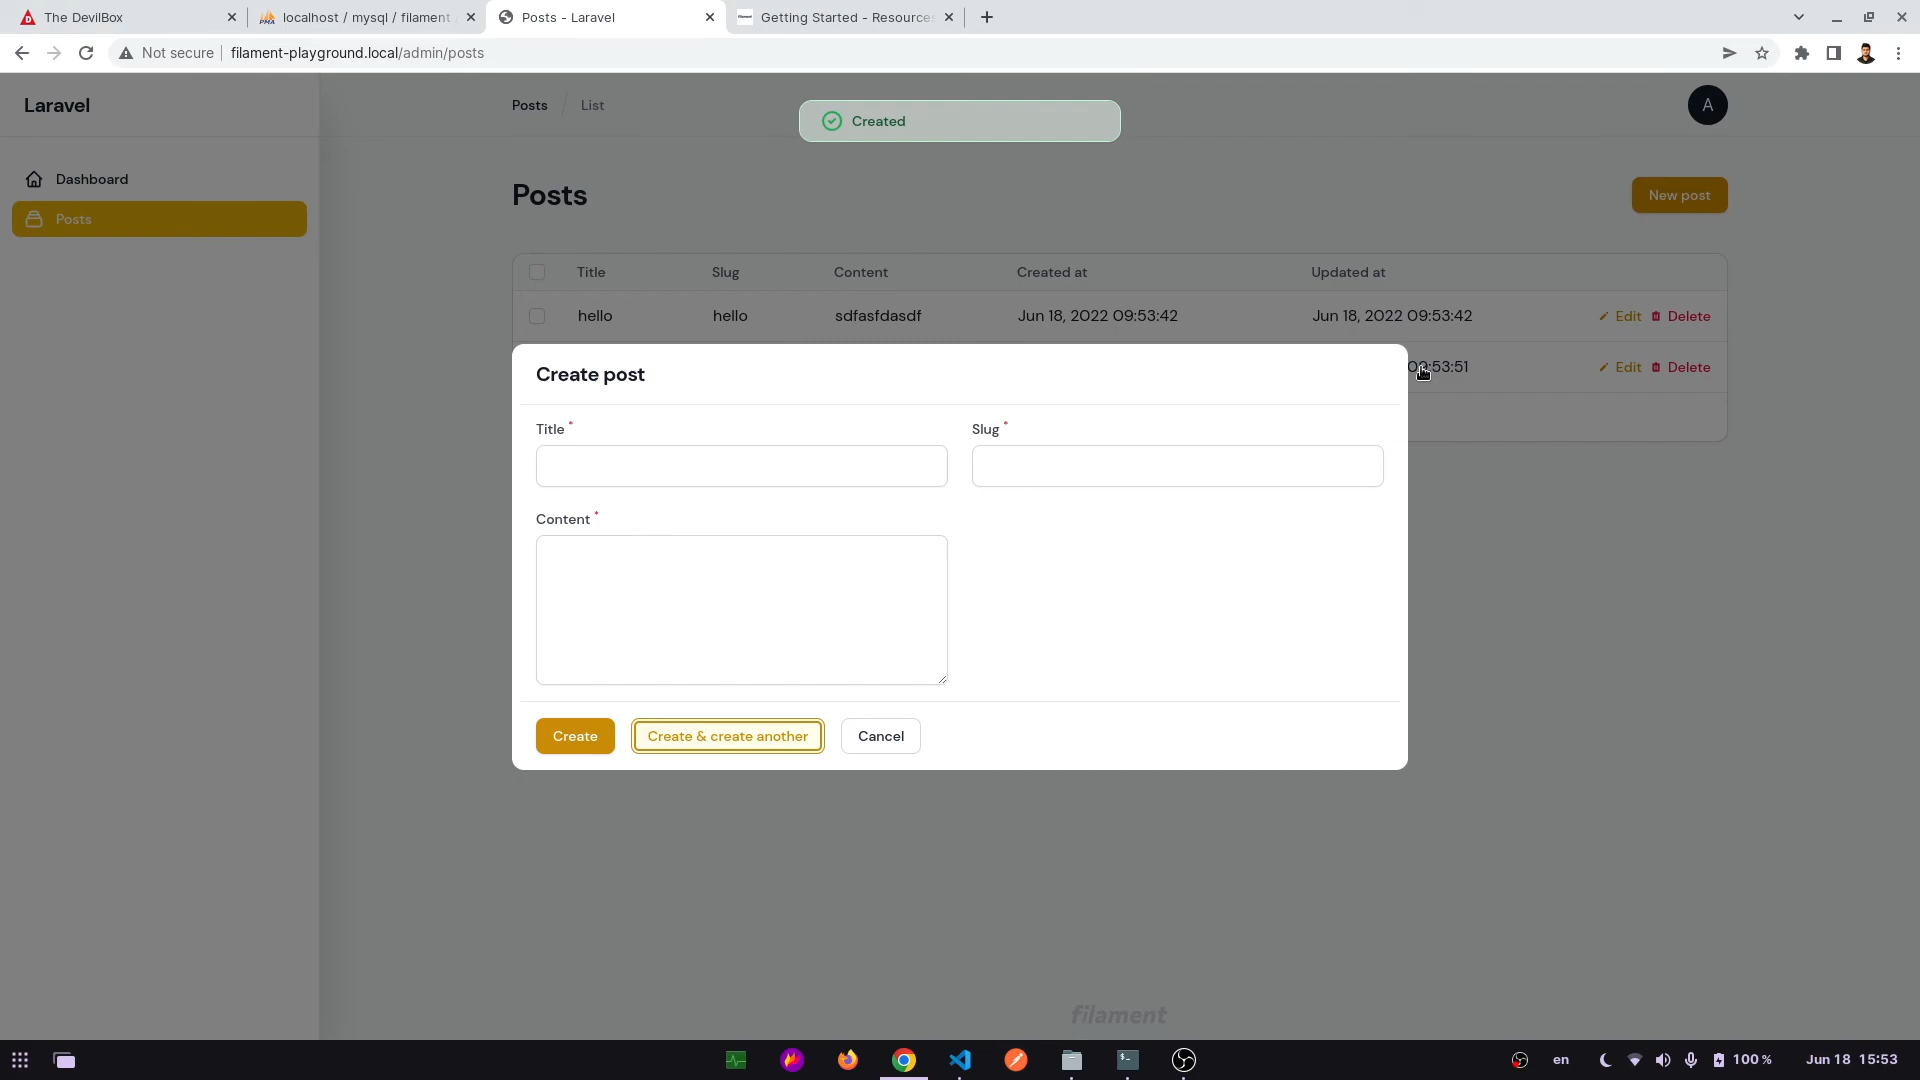 The DevilBox
localhost / mysql / filament
Posts - Laravel
Getting Started - Resources
Not secure
filament-playground.local/admin/posts
Laravel
Posts
List
Created
A
Dashboard
Posts
Posts
New post
Title
Slug
Content
Created at
Updated at
hello
hello
sdfasfdasdf
Jun 18, 2022 09:53:42
Jun 18, 2022 09:53:42
Edit
Delete
Create post
:53:51
Edit
Delete
Title *
Slug *
Content *
Create
Create & create another
Cancel
filament
en
100 %
Jun 18 15:53